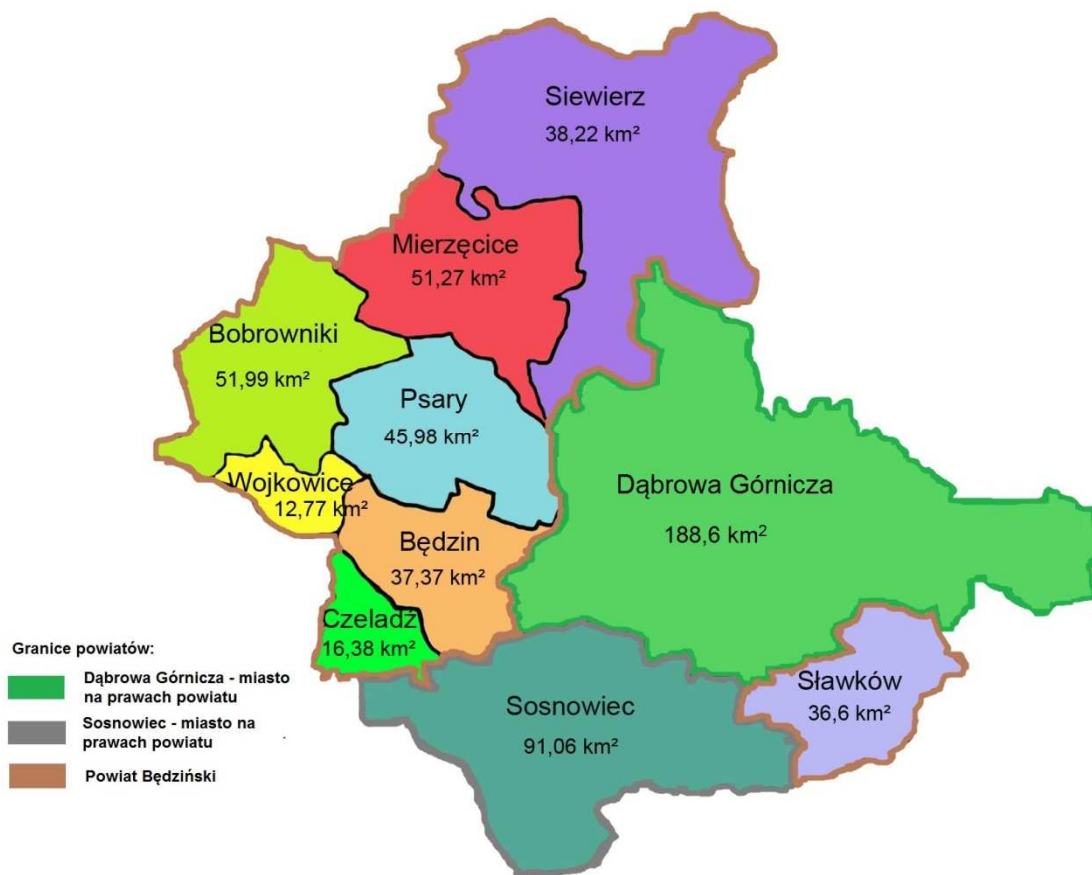 Siewierz
38,22 km²
Mierzęcice
51,27 km²
Bobrowniki
51,99 km²
Psary
45,98 km²
Wojkowice
12,77 km²
Dąbrowa Górnicza
188,6 km²
Będzin
37,37 km²
Czeladź
16,38 km²
Sosnowiec
91,06 km²
Sławków
36,6 km²
Granice powiatów:
Dąbrowa Górnicza - miasto
na prawach powiatu
Sosnowiec - miasto na
prawach powiatu
Powiat Będziński